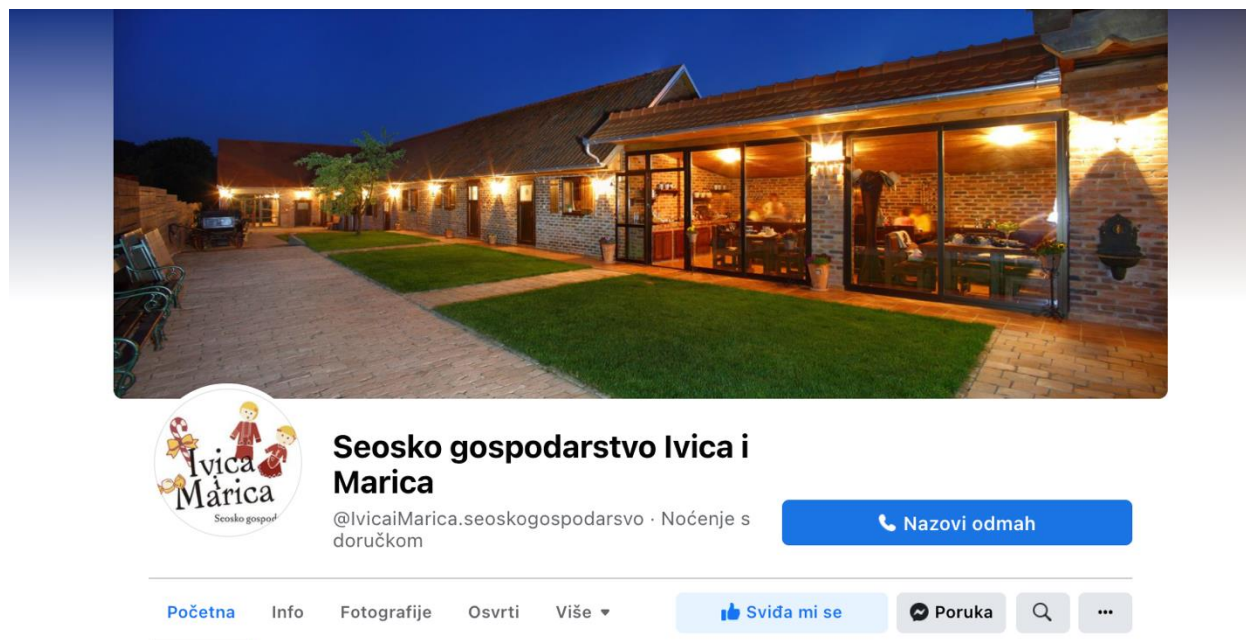 Ivica
i
Marica
Seosko gospod
Seosko gospodarstvo Ivica i
Marica
@IvicaiMarica.seoskogospodarsvo · Noćenje s
doručkom
Nazovi odmah
Početna Info Fotografije Osvrti Više Sviđa mi se Poruka